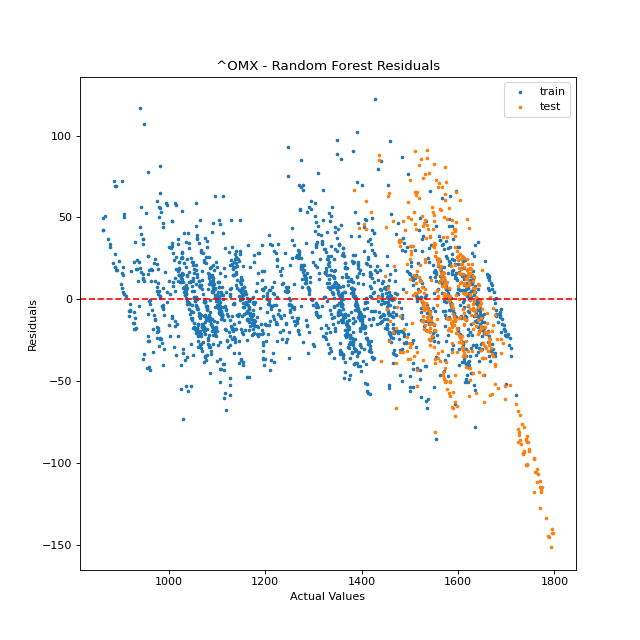 ^OMX - Random Forest Residuals
train
test
100
50
0
−50
−100
−150
Residuals
1000 1200 1400 1600 1800
Actual Values